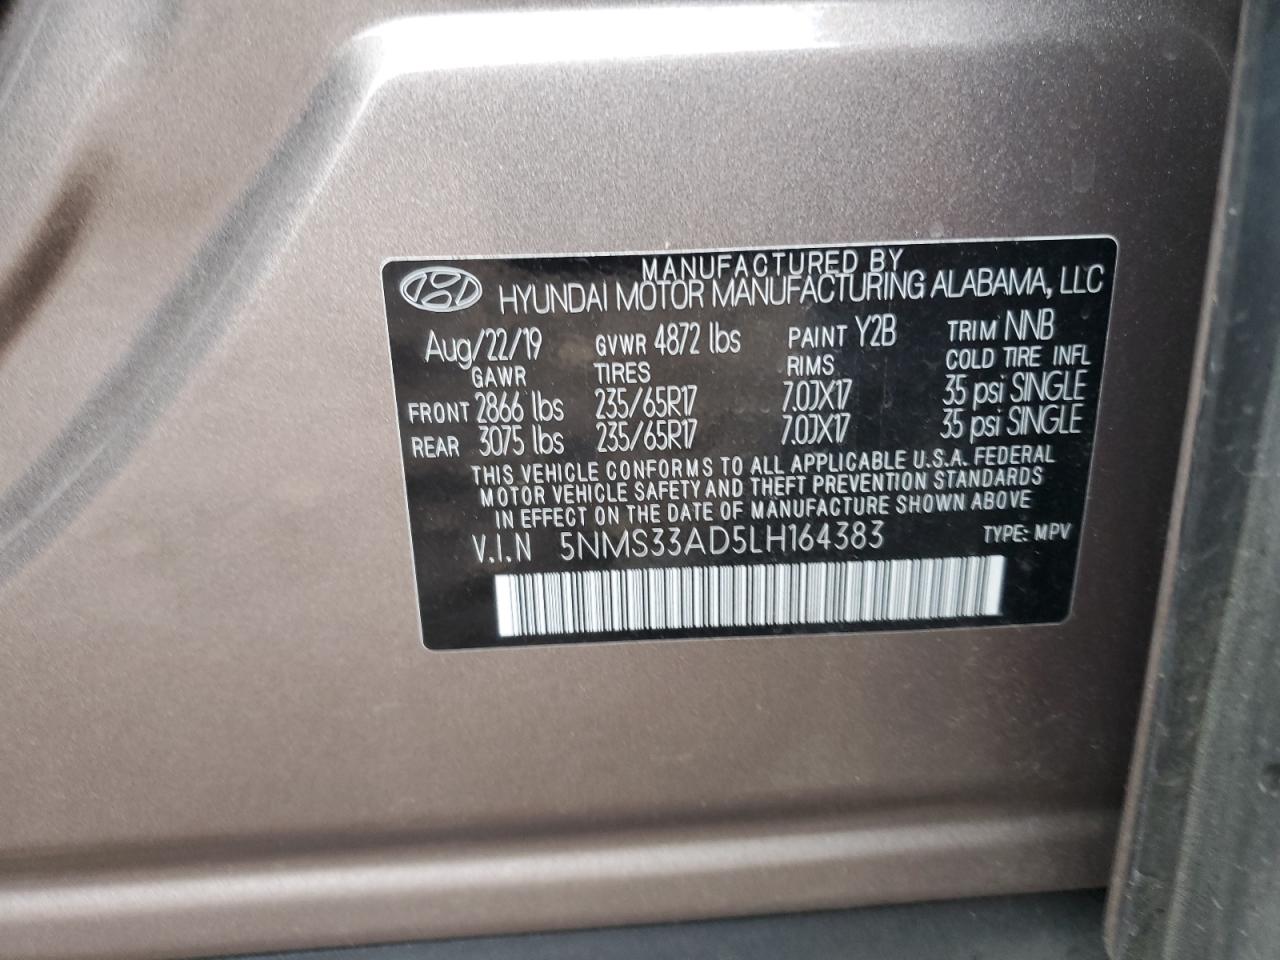 MANUFACTURED BY
HYUNDAI MOTOR MANUFACTURING ALABAMA, LLC
Aug/22/19 GVWR 4872 lbs PAINT Y2B TRIM NNB
GAWR TIRES RIMS COLD TIRE INFL
FRONT 2866 lbs 235/65R17 7.0JX17 35 psi SINGLE
REAR 3075 lbs 235/65R17 7.0JX17 35 psi SINGLE
THIS VEHICLE CONFORMS TO ALL APPLICABLE U.S.A. FEDERAL
MOTOR VEHICLE SAFETY AND THEFT PREVENTION STANDARDS
IN EFFECT ON THE DATE OF MANUFACTURE SHOWN ABOVE
V.I.N 5NMS33AD5LH164383 TYPE: MPV